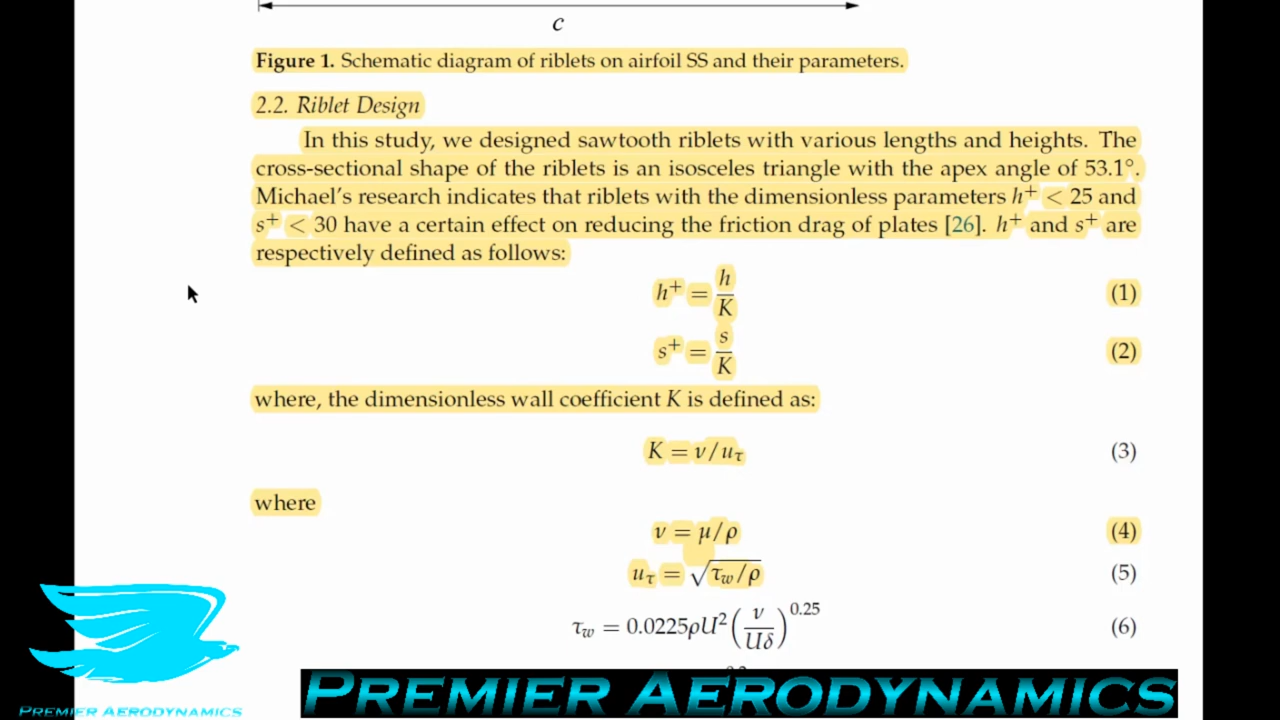 c
Figure 1. Schematic diagram of riblets on airfoil SS and their parameters.
2.2. Riblet Design
In this study, we designed sawtooth riblets with various lengths and heights. The
cross-sectional shape of the riblets is an isosceles triangle with the apex angle of 53.1°.
Michael's research indicates that riblets with the dimensionless parameters h⁺ < 25 and
s⁺ < 30 have a certain effect on reducing the friction drag of plates [26]. h⁺ and s⁺ are
respectively defined as follows:
h⁺ = h/K (1)
s⁺ = s/K (2)
where, the dimensionless wall coefficient K is defined as:
K = ν/u_τ (3)
where
ν = μ/ρ (4)
u_τ = √(τ_w/ρ) (5)
τ_w = 0.0225ρU²(ν/Uδ)^0.25 (6)
PREMIER AERODYNAMICS
PREMIER AERODYNAMICS